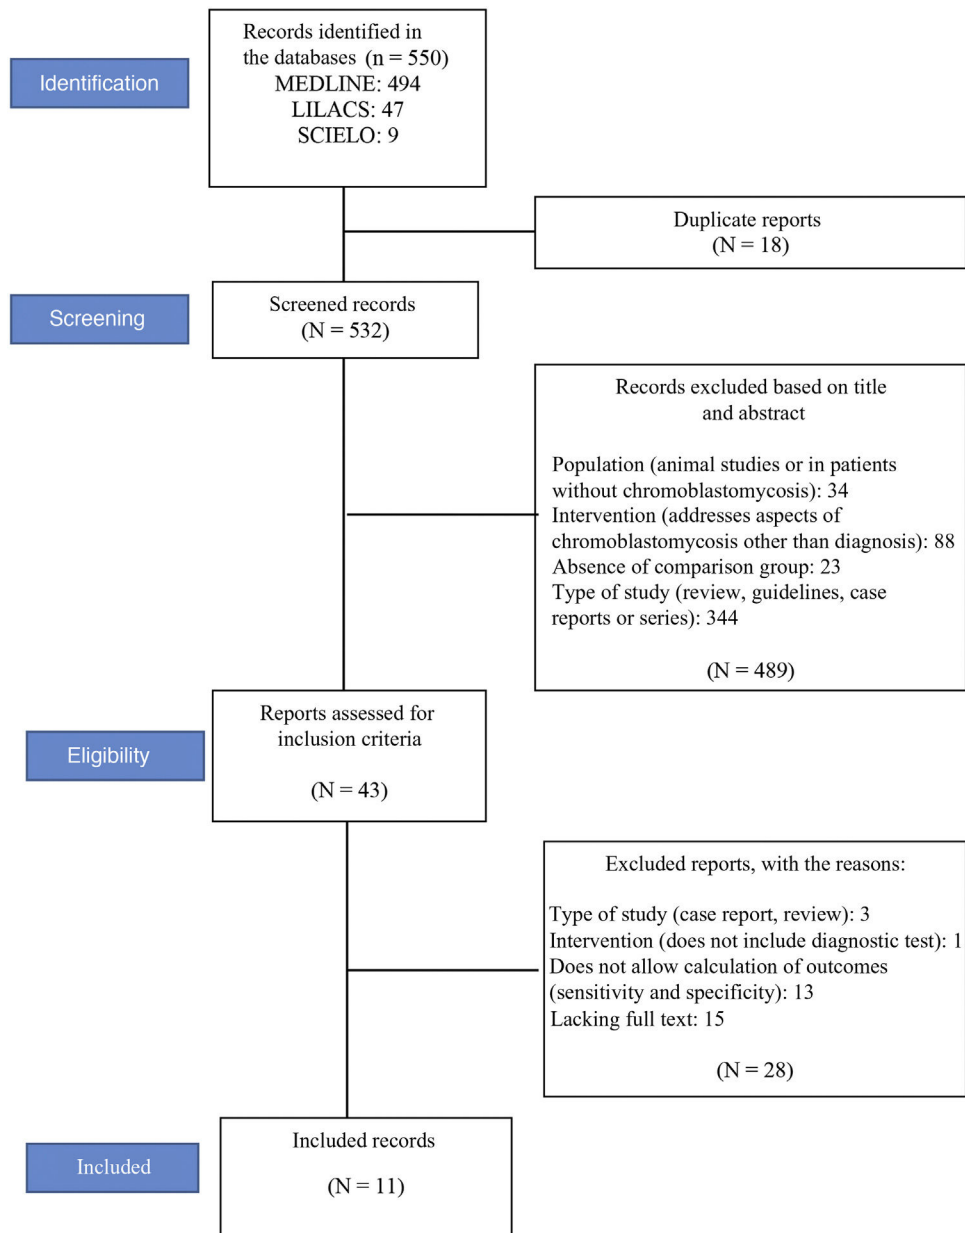 Identification
Records identified in
the databases (n = 550)
MEDLINE: 494
LILACS: 47
SCIELO: 9
Duplicate reports
(N = 18)
Screening
Screened records
(N = 532)
Records excluded based on title
and abstract
Population (animal studies or in patients
without chromoblastomycosis): 34
Intervention (addresses aspects of
chromoblastomycosis other than diagnosis): 88
Absence of comparison group: 23
Type of study (review, guidelines, case
reports or series): 344
(N = 489)
Eligibility
Reports assessed for
inclusion criteria
(N = 43)
Excluded reports, with the reasons:
Type of study (case report, review): 3
Intervention (does not include diagnostic test): 1
Does not allow calculation of outcomes
(sensitivity and specificity): 13
Lacking full text: 15
(N = 28)
Included
Included records
(N = 11)